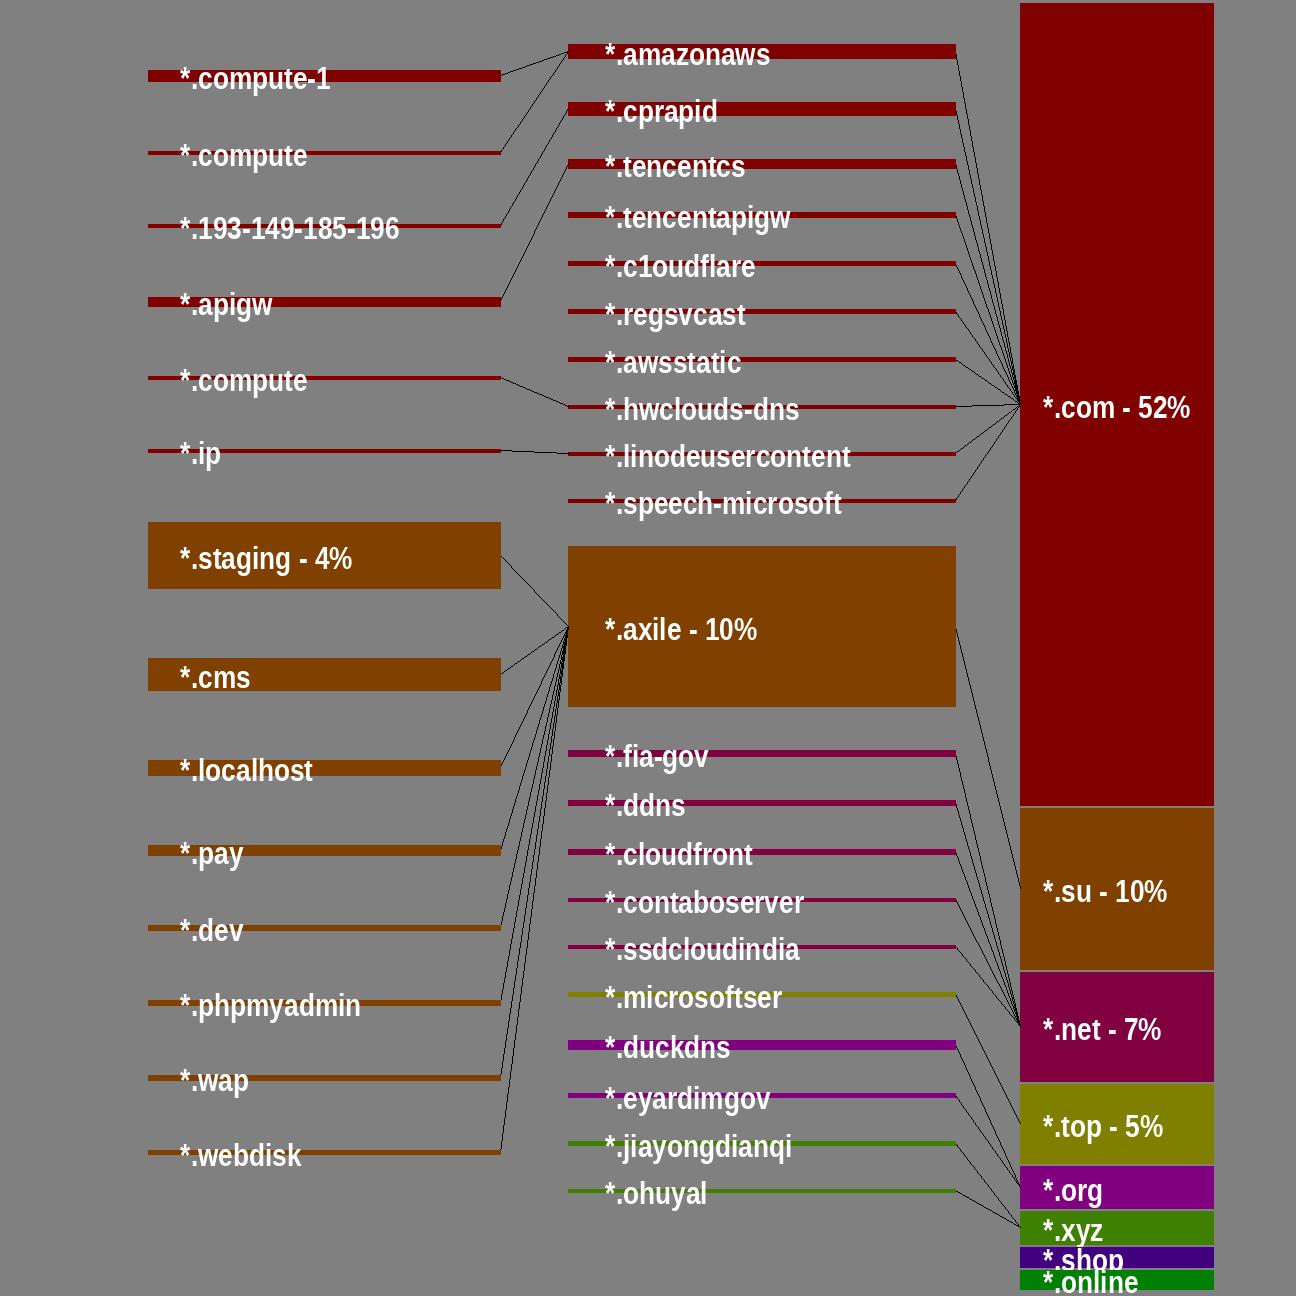 *.compute-1
*.compute
*.193-149-185-196
*.apigw
*.compute
*.ip
*.staging - 4%
*.cms
*.localhost
*.pay
*.dev
*.phpmyadmin
*.wap
*.webdisk
*.amazonaws
*.cprapid
*.tencentcs
*.tencentapigw
*.c1oudflare
*.regsvcast
*.awsstatic
*.hwclouds-dns
*.linodeusercontent
*.speech-microsoft
*.axile - 10%
*.fia-gov
*.ddns
*.cloudfront
*.contaboserver
*.ssdcloudindia
*.microsoftser
*.duckdns
*.eyardimgov
*.jiayongdianqi
*.ohuyal
*.com - 52%
*.su - 10%
*.net - 7%
*.top - 5%
*.org
*.xyz
*.shop
*.online